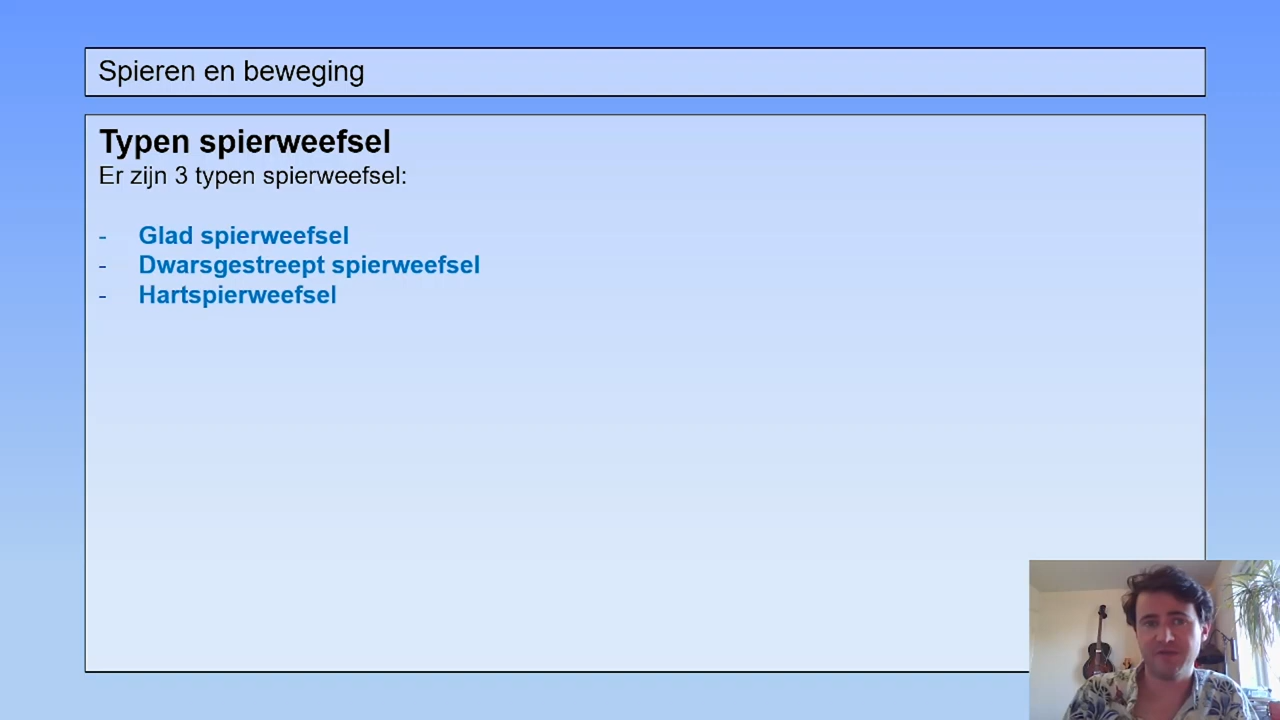 Spieren en beweging
Typen spierweefsel
Er zijn 3 typen spierweefsel:
- Glad spierweefsel
- Dwarsgestreept spierweefsel
- Hartspierweefsel